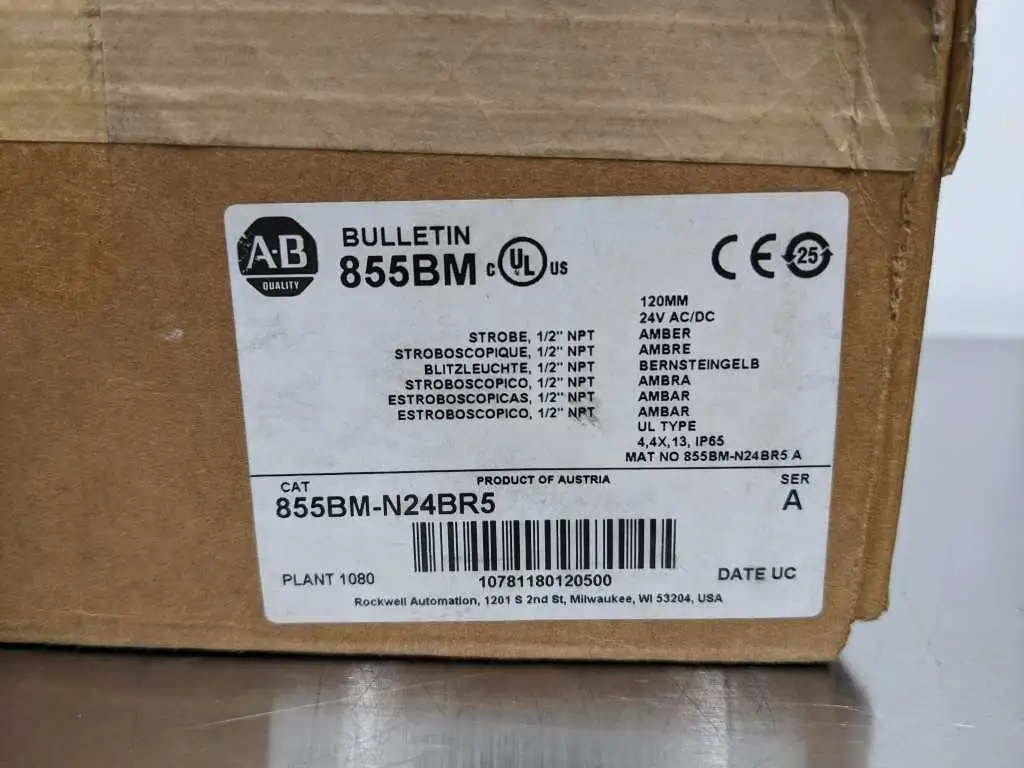 A-B
QUALITY
BULLETIN
855BM
C UL US
CE 25
120MM
24V AC/DC
STROBE, 1/2" NPT AMBER
STROBOSCOPIQUE, 1/2" NPT AMBRE
BLITZLEUCHTE, 1/2" NPT BERNSTEINGELB
STROBOSCOPICO, 1/2" NPT AMBRA
ESTROBOSCOPICAS, 1/2" NPT AMBAR
ESTROBOSCOPICO, 1/2" NPT AMBAR
UL TYPE
4,4X,13, IP65
MAT NO 855BM-N24BR5 A
PRODUCT OF AUSTRIA
CAT SER
855BM-N24BR5 A
PLANT 1080 10781180120500 DATE UC
Rockwell Automation, 1201 S 2nd St, Milwaukee, WI 53204, USA